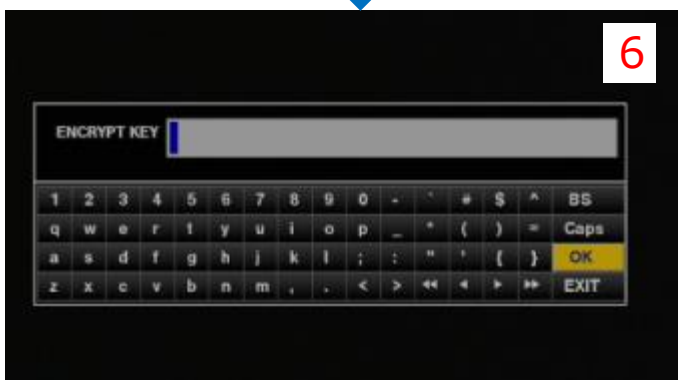 6
ENCRYPT KEY
1 2 3 4 5 6 7 8 9 0 - ` # $ ^ BS
q w e r t y u i o p _ * ( ) = Caps
a s d f g h j k l ; : " ' { } OK
z x c v b n m , . < > ◀◀ ◀ ▶ ▶▶ EXIT